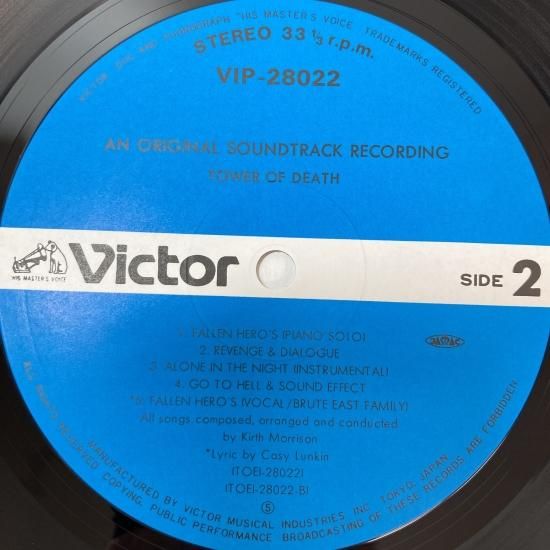 VICTOR, DISC AND PHONOGRAPH "HIS MASTER'S VOICE" TRADEMARKS REGISTERED
STEREO 33 1/3 r.p.m.
VIP-28022
AN ORIGINAL SOUNDTRACK RECORDING
TOWER OF DEATH
"HIS MASTER'S VOICE"
Victor
SIDE 2
1. FALLEN HERO'S (PIANO SOLO)
2. REVENGE & DIALOGUE
3. ALONE IN THE NIGHT (INSTRUMENTAL)
4. GO TO HELL & SOUND EFFECT
*5. FALLEN HERO'S (VOCAL/BRUTE EAST FAMILY)
All songs composed, arranged and conducted
by Kirth Morrison
*Lyric by Casy Lunkin
(TOEI-28022)
(TOEI-28022-B)
Ⓢ
JASRAC
ALL RIGHTS RESERVED COPYING, PUBLIC PERFORMANCE BROADCASTING OF THESE RECORDS ARE FORBIDDEN
MANUFACTURED BY VICTOR MUSICAL INDUSTRIES INC. TOKYO, JAPAN